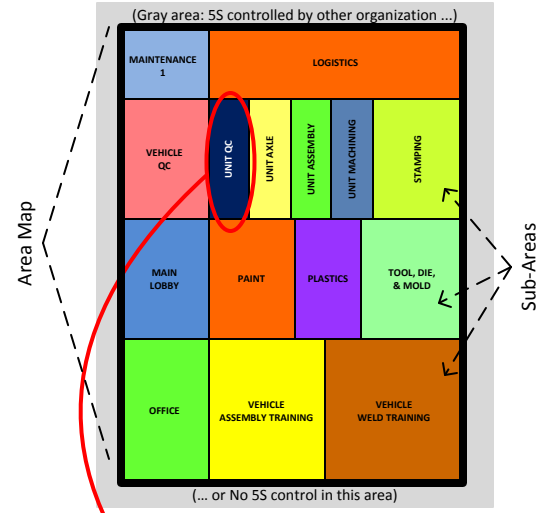 (Gray area: 5S controlled by other organization ...)
MAINTENANCE
1
LOGISTICS
VEHICLE
QC
UNIT QC
UNIT AXLE
UNIT ASSEMBLY
UNIT MACHINING
STAMPING
Area Map
Sub-Areas
MAIN
LOBBY
PAINT
PLASTICS
TOOL, DIE,
& MOLD
OFFICE
VEHICLE
ASSEMBLY TRAINING
VEHICLE
WELD TRAINING
(... or No 5S control in this area)